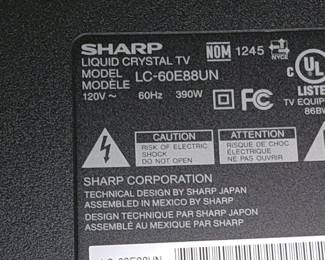 SHARP
LIQUID CRYSTAL TV
MODEL
MODÈLE LC-60E88UN
120V~ 60Hz 390W
NOM 1245 NYCE
C UL
LISTE
TV EQUIP
86BW
FC
CAUTION
RISK OF ELECTRIC
SHOCK
DO NOT OPEN
ATTENTION
RISQUE DE CHOC
ÉLECTRIQUE
NE PAS OUVRIR
SHARP CORPORATION
TECHNICAL DESIGN BY SHARP JAPAN
ASSEMBLED IN MEXICO BY SHARP
DESIGN TECHNIQUE PAR SHARP JAPON
ASSEMBLÉ AU MEXIQUE PAR SHARP